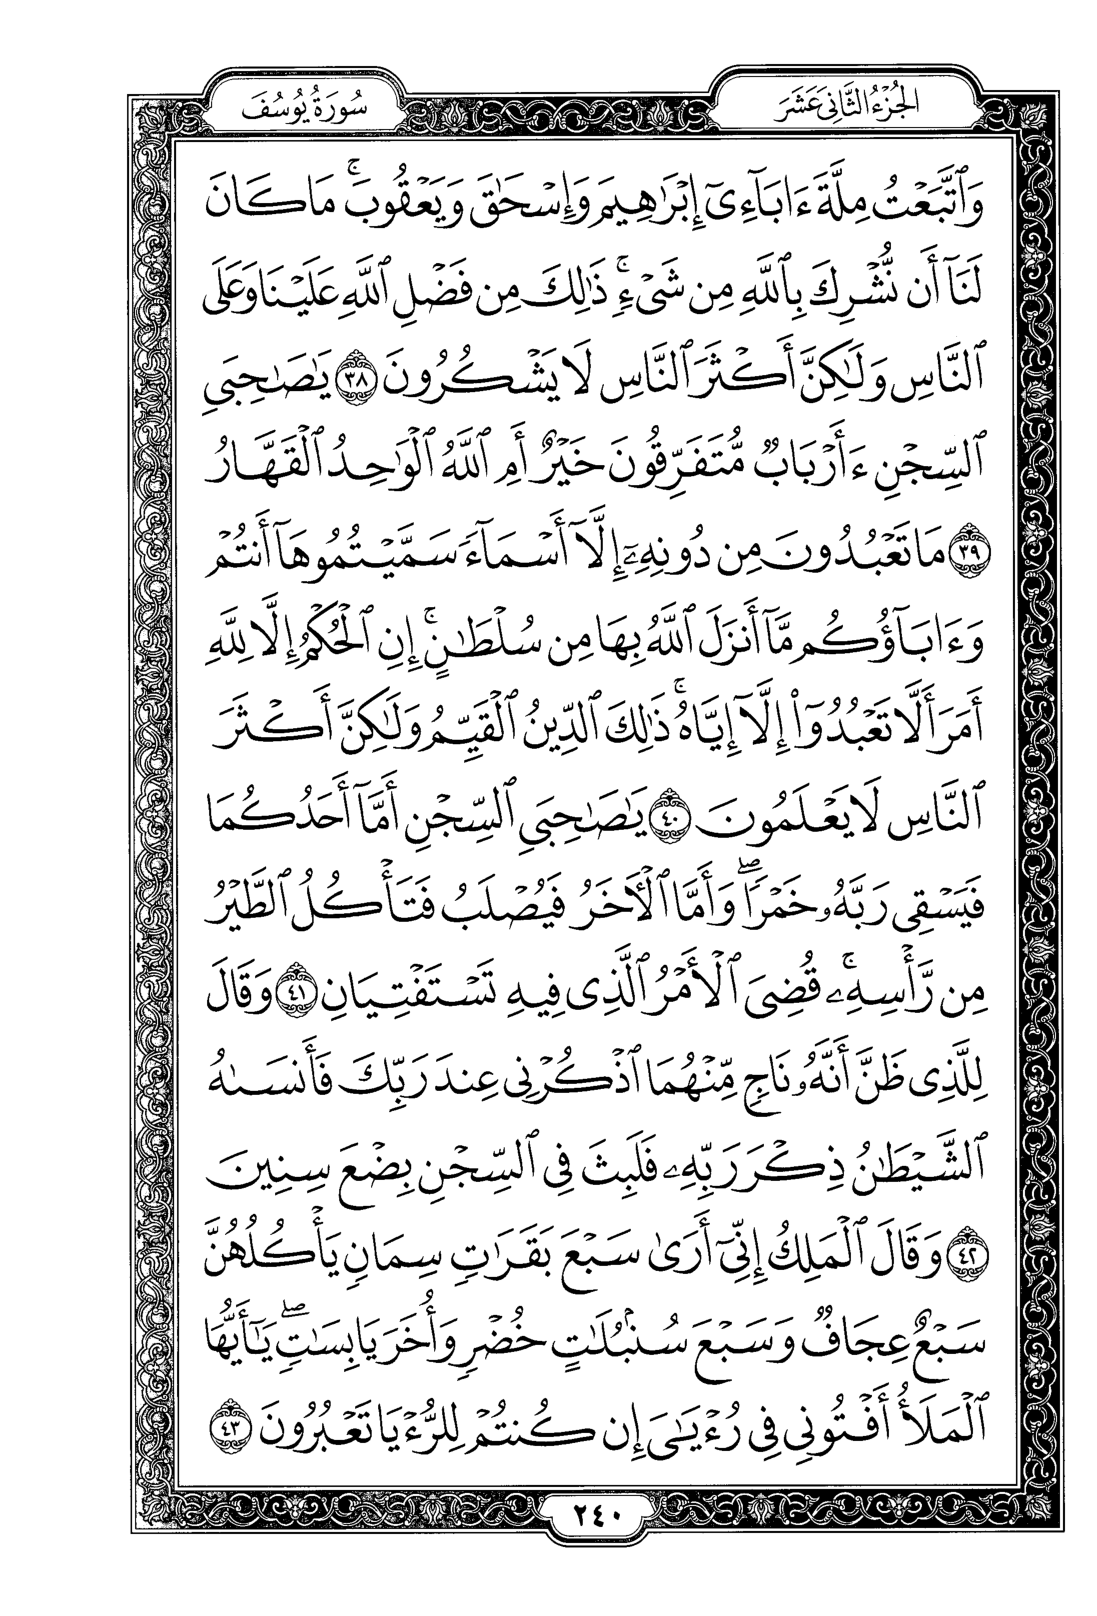 الجُزْءُ الثَّانِيَ عَشَرَ
سُورَةُ يُوسُفَ
وَٱتَّبَعْتُ مِلَّةَ ءَابَآءِىٓ إِبْرَٰهِيمَ وَإِسْحَٰقَ وَيَعْقُوبَ ۚ مَا كَانَ
لَنَآ أَن نُّشْرِكَ بِٱللَّهِ مِن شَىْءٍ ۚ ذَٰلِكَ مِن فَضْلِ ٱللَّهِ عَلَيْنَا وَعَلَى
ٱلنَّاسِ وَلَٰكِنَّ أَكْثَرَ ٱلنَّاسِ لَا يَشْكُرُونَ ٣٨ يَٰصَٰحِبَىِ
ٱلسِّجْنِ ءَأَرْبَابٌ مُّتَفَرِّقُونَ خَيْرٌ أَمِ ٱللَّهُ ٱلْوَٰحِدُ ٱلْقَهَّارُ
٣٩ مَا تَعْبُدُونَ مِن دُونِهِۦٓ إِلَّآ أَسْمَآءً سَمَّيْتُمُوهَآ أَنتُمْ
وَءَابَآؤُكُم مَّآ أَنزَلَ ٱللَّهُ بِهَا مِن سُلْطَٰنٍ ۚ إِنِ ٱلْحُكْمُ إِلَّا لِلَّهِ
أَمَرَ أَلَّا تَعْبُدُوٓا۟ إِلَّآ إِيَّاهُ ۚ ذَٰلِكَ ٱلدِّينُ ٱلْقَيِّمُ وَلَٰكِنَّ أَكْثَرَ
ٱلنَّاسِ لَا يَعْلَمُونَ ٤٠ يَٰصَٰحِبَىِ ٱلسِّجْنِ أَمَّآ أَحَدُكُمَا
فَيَسْقِى رَبَّهُۥ خَمْرًا ۖ وَأَمَّا ٱلْءَاخَرُ فَيُصْلَبُ فَتَأْكُلُ ٱلطَّيْرُ
مِن رَّأْسِهِۦ ۚ قُضِىَ ٱلْأَمْرُ ٱلَّذِى فِيهِ تَسْتَفْتِيَانِ ٤١ وَقَالَ
لِلَّذِى ظَنَّ أَنَّهُۥ نَاجٍ مِّنْهُمَا ٱذْكُرْنِى عِندَ رَبِّكَ فَأَنسَىٰهُ
ٱلشَّيْطَٰنُ ذِكْرَ رَبِّهِۦ فَلَبِثَ فِى ٱلسِّجْنِ بِضْعَ سِنِينَ
٤٢ وَقَالَ ٱلْمَلِكُ إِنِّىٓ أَرَىٰ سَبْعَ بَقَرَٰتٍ سِمَانٍ يَأْكُلُهُنَّ
سَبْعٌ عِجَافٌ وَسَبْعَ سُنۢبُلَٰتٍ خُضْرٍ وَأُخَرَ يَابِسَٰتٍ ۖ يَٰٓأَيُّهَا
ٱلْمَلَأُ أَفْتُونِى فِى رُءْيَٰىَ إِن كُنتُمْ لِلرُّءْيَا تَعْبُرُونَ ٤٣
٢٤٠